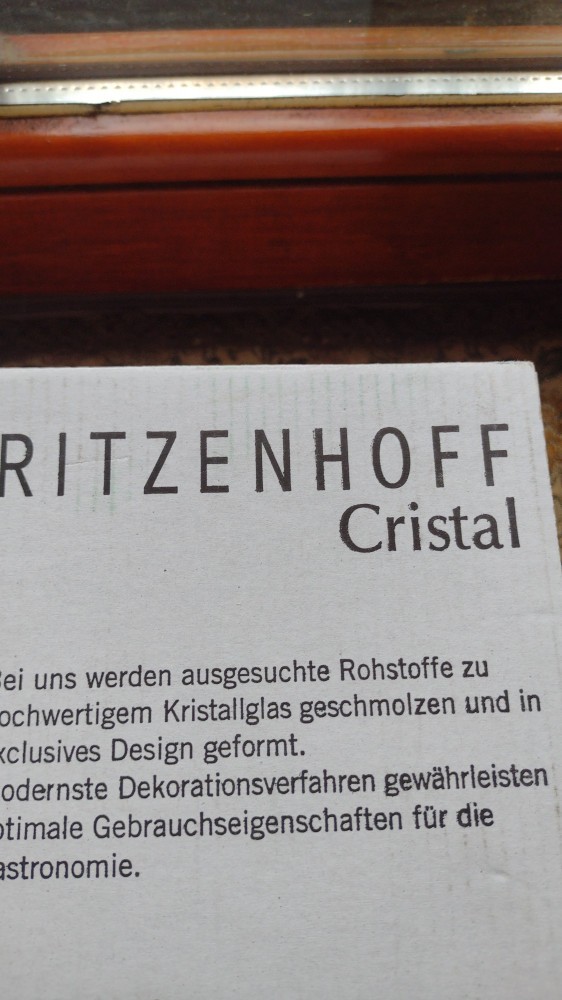 RITZENHOFF
Cristal
ei uns werden ausgesuchte Rohstoffe zu
ochwertigem Kristallglas geschmolzen und in
xclusives Design geformt.
odernste Dekorationsverfahren gewährleisten
ptimale Gebrauchseigenschaften für die
astronomie.